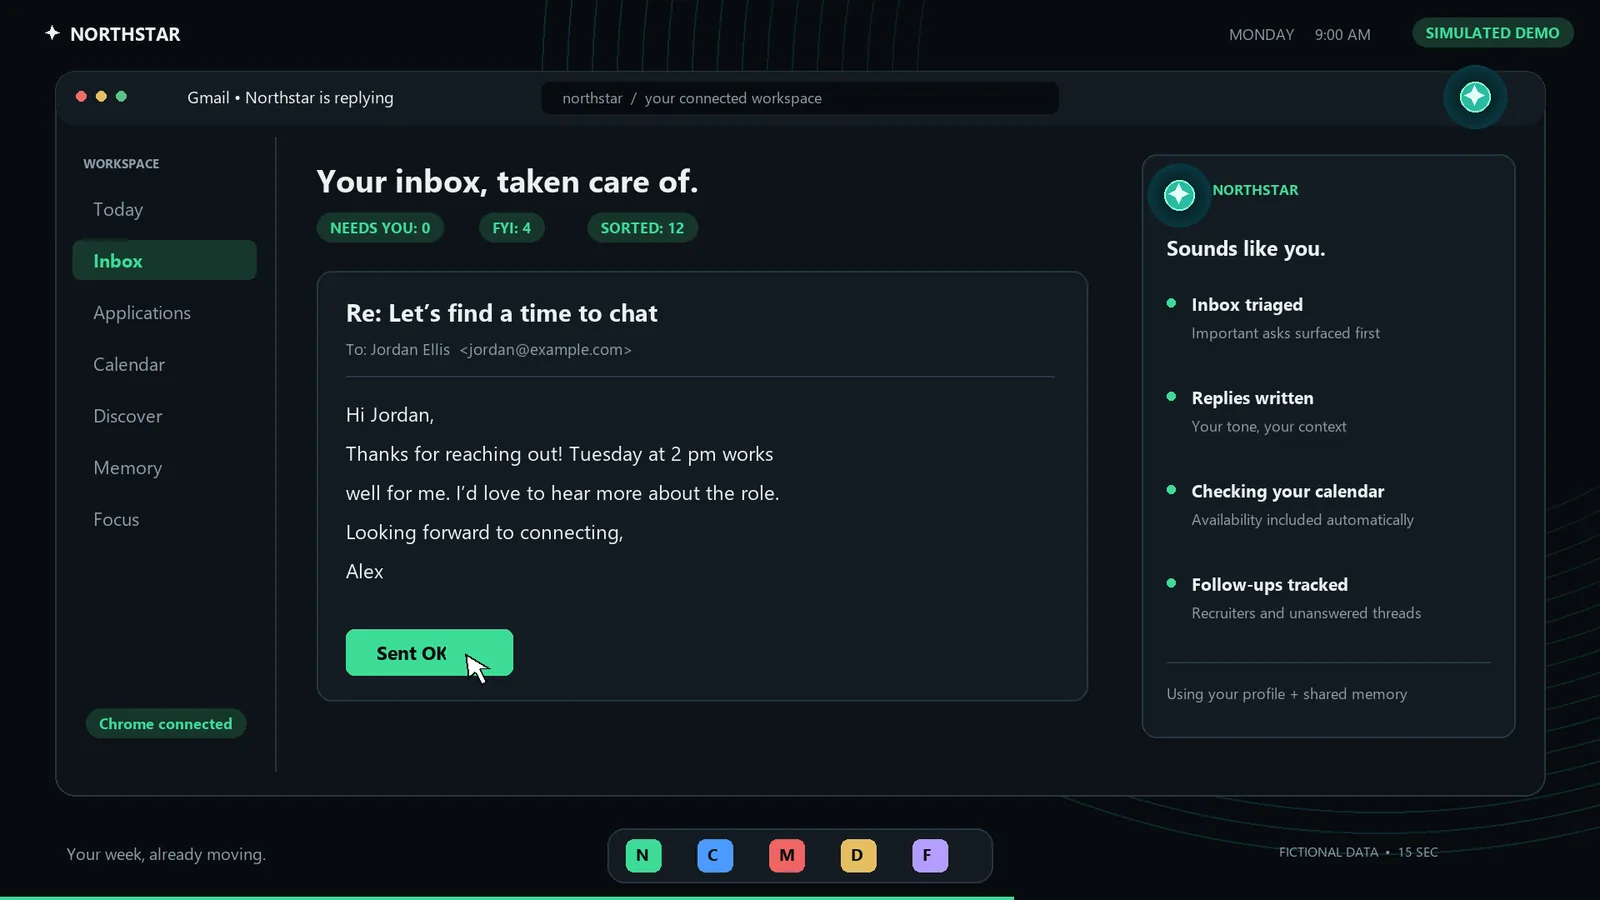 NORTHSTAR
MONDAY 9:00 AM
SIMULATED DEMO
Gmail • Northstar is replying
northstar / your connected workspace
WORKSPACE
Today
Inbox
Applications
Calendar
Discover
Memory
Focus
Chrome connected
Your inbox, taken care of.
NEEDS YOU: 0
FYI: 4
SORTED: 12
Re: Let’s find a time to chat
To: Jordan Ellis <jordan@example.com>
Hi Jordan,
Thanks for reaching out! Tuesday at 2 pm works
well for me. I’d love to hear more about the role.
Looking forward to connecting,
Alex
Sent OK
NORTHSTAR
Sounds like you.
Inbox triaged
Important asks surfaced first
Replies written
Your tone, your context
Checking your calendar
Availability included automatically
Follow-ups tracked
Recruiters and unanswered threads
Using your profile + shared memory
Your week, already moving.
N C M D F
FICTIONAL DATA • 15 SEC